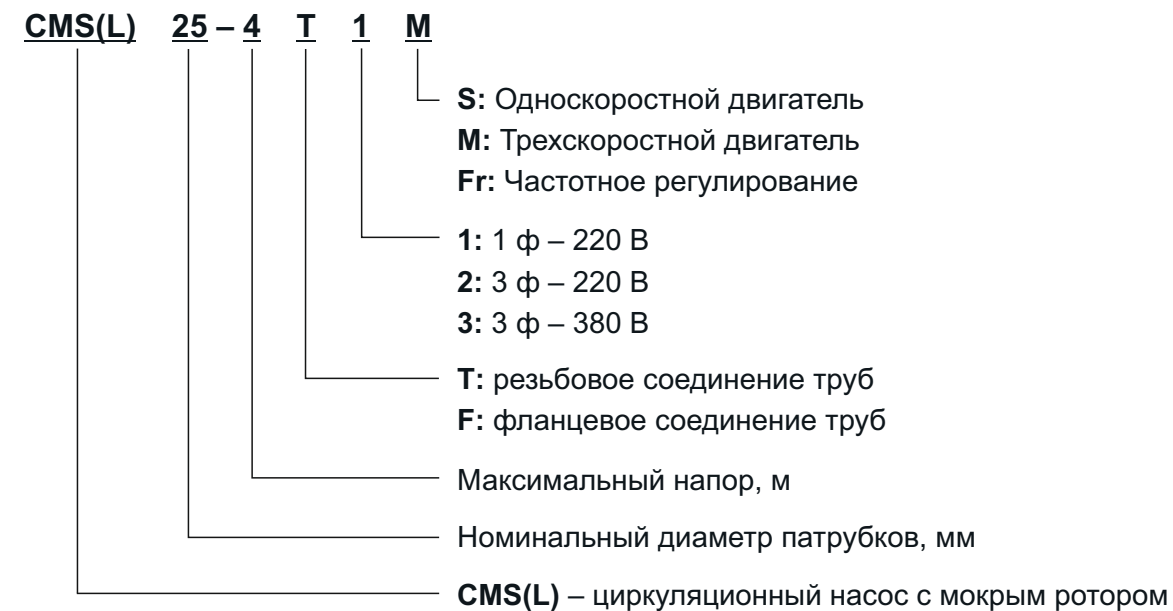 CMS(L) 25 – 4 T 1 M
S: Односкоростной двигатель
M: Трехскоростной двигатель
Fr: Частотное регулирование
1: 1 ф – 220 В
2: 3 ф – 220 В
3: 3 ф – 380 В
T: резьбовое соединение труб
F: фланцевое соединение труб
Максимальный напор, м
Номинальный диаметр патрубков, мм
CMS(L) – циркуляционный насос с мокрым ротором